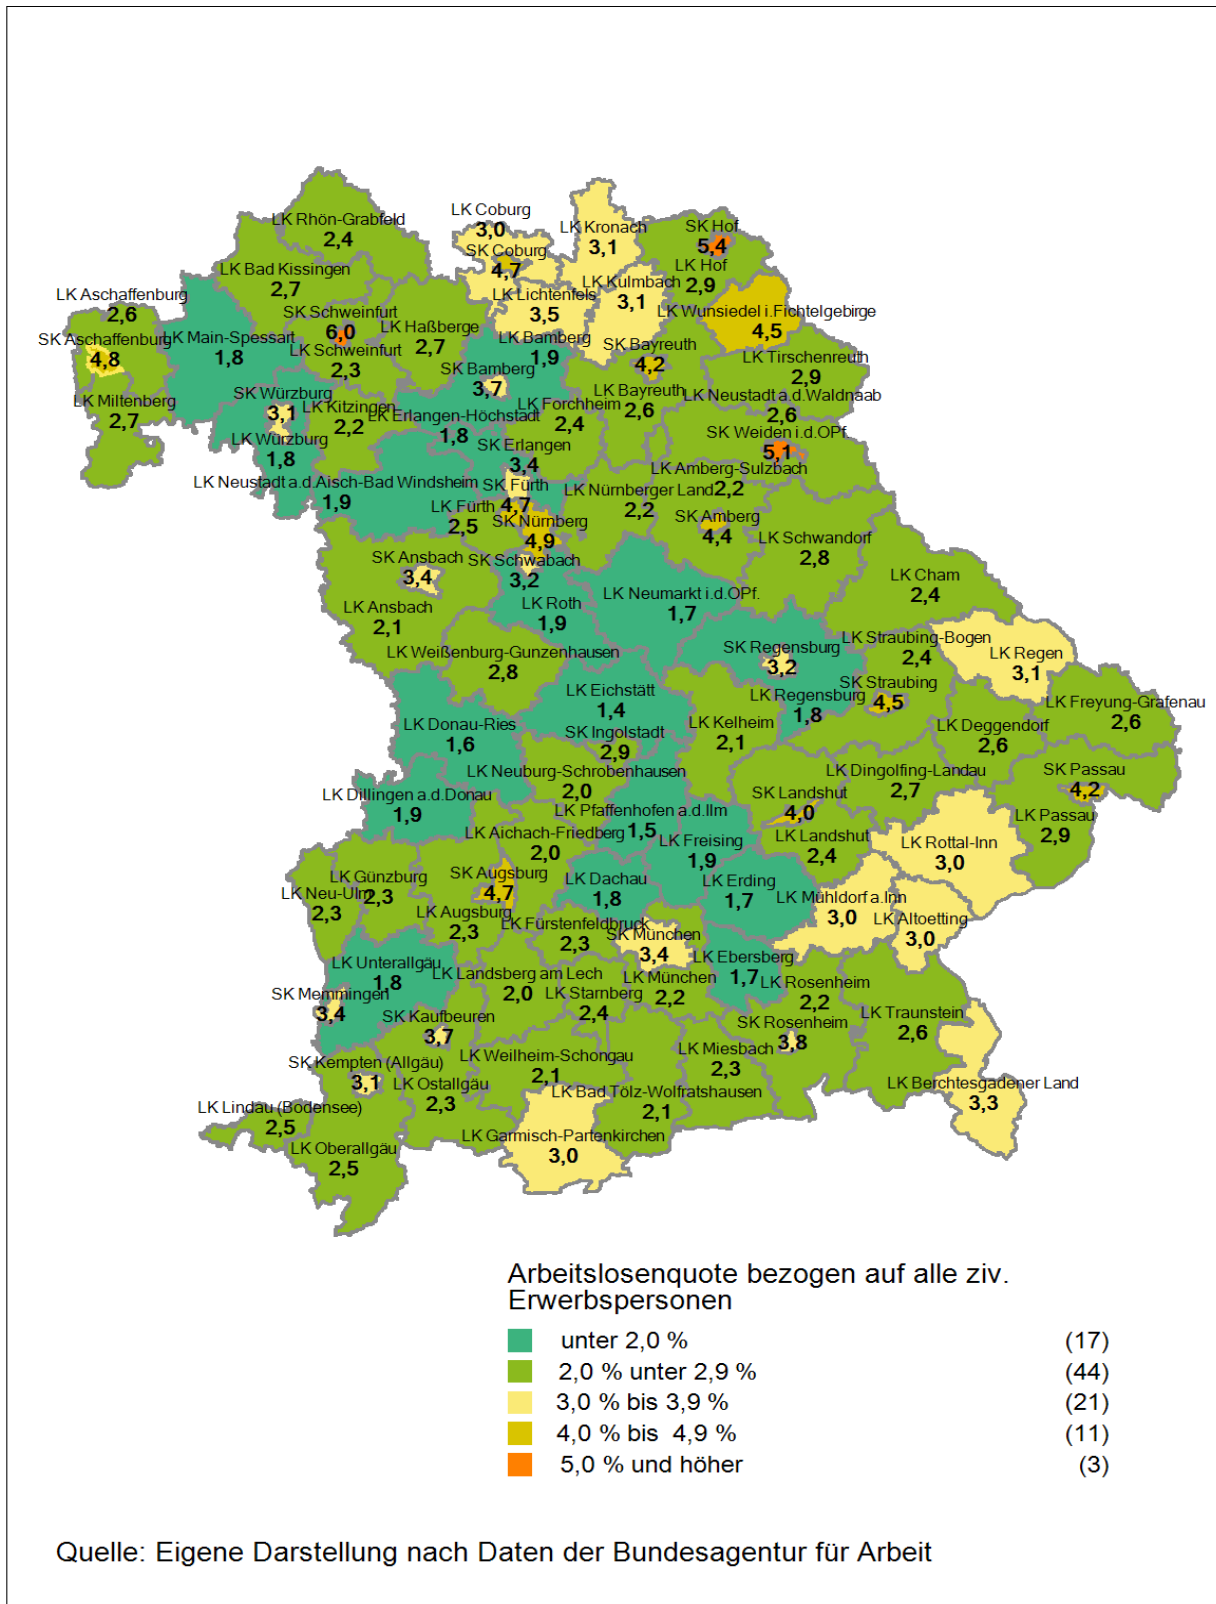 LK Rhön-Grabfeld
2,4
LK Coburg
3,0
SK Coburg
4,7
LK Kronach
3,1
SK Hof
5,4
LK Hof
2,9
LK Bad Kissingen
2,7
LK Kulmbach
3,1
LK Lichtenfels
3,5
LK Wunsiedel i.Fichtelgebirge
4,5
LK Aschaffenburg
2,6
SK Aschaffenburg
4,8
LK Main-Spessart
1,8
SK Schweinfurt
6,0
LK Schweinfurt
2,3
LK Haßberge
2,7
LK Bamberg
1,9
SK Bamberg
3,7
SK Bayreuth
4,2
LK Bayreuth
2,6
LK Tirschenreuth
2,9
LK Neustadt a.d.Waldnaab
2,6
LK Miltenberg
2,7
SK Würzburg
3,1
LK Würzburg
1,8
LK Kitzingen
2,2
LK Erlangen-Höchstadt
1,8
LK Forchheim
2,4
SK Weiden i.d.OPf.
5,1
SK Erlangen
3,4
LK Neustadt a.d.Aisch-Bad Windsheim
1,9
SK Fürth
4,7
LK Fürth
2,5
LK Nürnberger Land
2,2
LK Amberg-Sulzbach
2,2
SK Amberg
4,4
SK Nürnberg
4,9
LK Schwandorf
2,8
SK Ansbach
3,4
SK Schwabach
3,2
LK Cham
2,4
LK Ansbach
2,1
LK Roth
1,9
LK Neumarkt i.d.OPf.
1,7
LK Weißenburg-Gunzenhausen
2,8
SK Regensburg
3,2
LK Regensburg
1,8
LK Straubing-Bogen
2,4
SK Straubing
4,5
LK Regen
3,1
LK Freyung-Grafenau
2,6
LK Eichstätt
1,4
SK Ingolstadt
2,9
LK Donau-Ries
1,6
LK Kelheim
2,1
LK Deggendorf
2,6
LK Neuburg-Schrobenhausen
2,0
LK Dingolfing-Landau
2,7
SK Passau
4,2
LK Passau
2,9
LK Dillingen a.d.Donau
1,9
LK Pfaffenhofen a.d.Ilm
1,5
SK Landshut
4,0
LK Landshut
2,4
LK Rottal-Inn
3,0
LK Aichach-Friedberg
2,0
LK Freising
1,9
LK Günzburg
2,3
LK Neu-Ulm
2,3
SK Augsburg
4,7
LK Augsburg
2,3
LK Dachau
1,8
LK Erding
1,7
LK Mühldorf a.Inn
3,0
LK Altoetting
3,0
LK Fürstenfeldbruck
2,3
SK München
3,4
LK München
2,2
LK Ebersberg
1,7
LK Unterallgäu
1,8
LK Landsberg am Lech
2,0
LK Starnberg
2,4
LK Rosenheim
2,2
SK Rosenheim
3,8
LK Traunstein
2,6
SK Memmingen
3,4
SK Kaufbeuren
3,7
LK Weilheim-Schongau
2,1
LK Miesbach
2,3
SK Kempten (Allgäu)
3,1
LK Ostallgäu
2,3
LK Bad Tölz-Wolfratshausen
2,1
LK Berchtesgadener Land
3,3
LK Lindau (Bodensee)
2,5
LK Oberallgäu
2,5
LK Garmisch-Partenkirchen
3,0
Arbeitslosenquote bezogen auf alle ziv.
Erwerbspersonen
unter 2,0 % (17)
2,0 % unter 2,9 % (44)
3,0 % bis 3,9 % (21)
4,0 % bis 4,9 % (11)
5,0 % und höher (3)
Quelle: Eigene Darstellung nach Daten der Bundesagentur für Arbeit